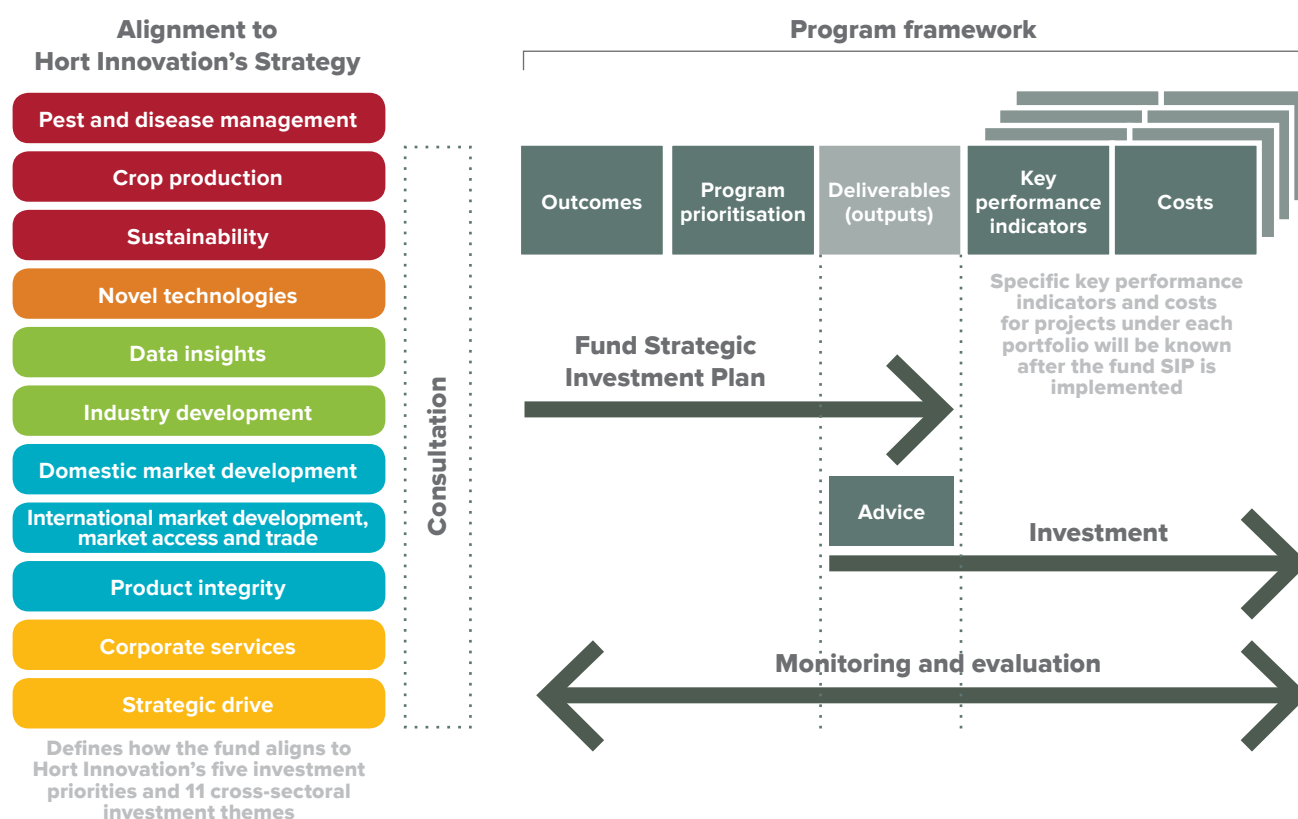 Alignment to
Hort Innovation's Strategy
Pest and disease management
Crop production
Sustainability
Novel technologies
Data insights
Industry development
Domestic market development
International market development,
market access and trade
Product integrity
Corporate services
Strategic drive
Defines how the fund aligns to
Hort Innovation's five investment
priorities and 11 cross-sectoral
investment themes
Consultation
Program framework
Outcomes
Program
prioritisation
Deliverables
(outputs)
Key
performance
indicators
Costs
Specific key performance
indicators and costs
for projects under each
portfolio will be known
after the fund SIP is
implemented
Fund Strategic
Investment Plan
Advice
Investment
Monitoring and evaluation